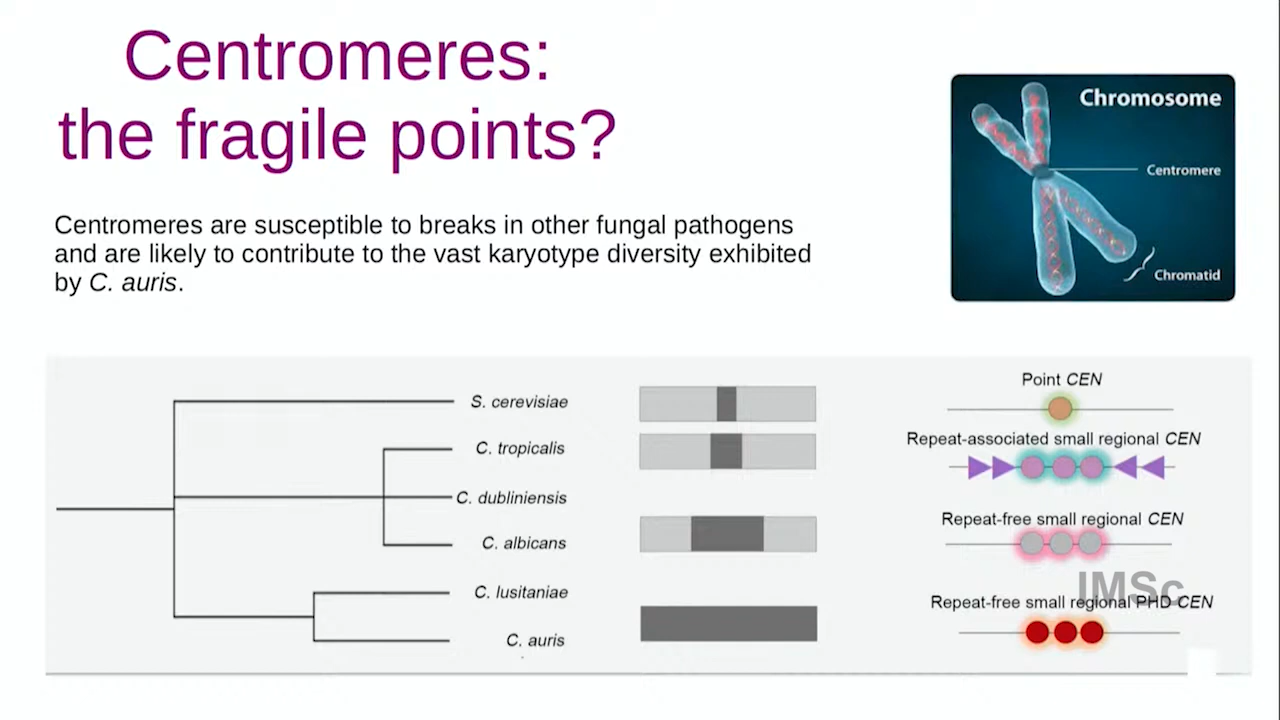 Centromeres:
the fragile points?
Chromosome
Centromere
Chromatid
Centromeres are susceptible to breaks in other fungal pathogens
and are likely to contribute to the vast karyotype diversity exhibited
by C. auris.
S. cerevisiae
C. tropicalis
C. dubliniensis
C. albicans
C. lusitaniae
C. auris
Point CEN
Repeat-associated small regional CEN
Repeat-free small regional CEN
IMSc
Repeat-free small regional PHD CEN